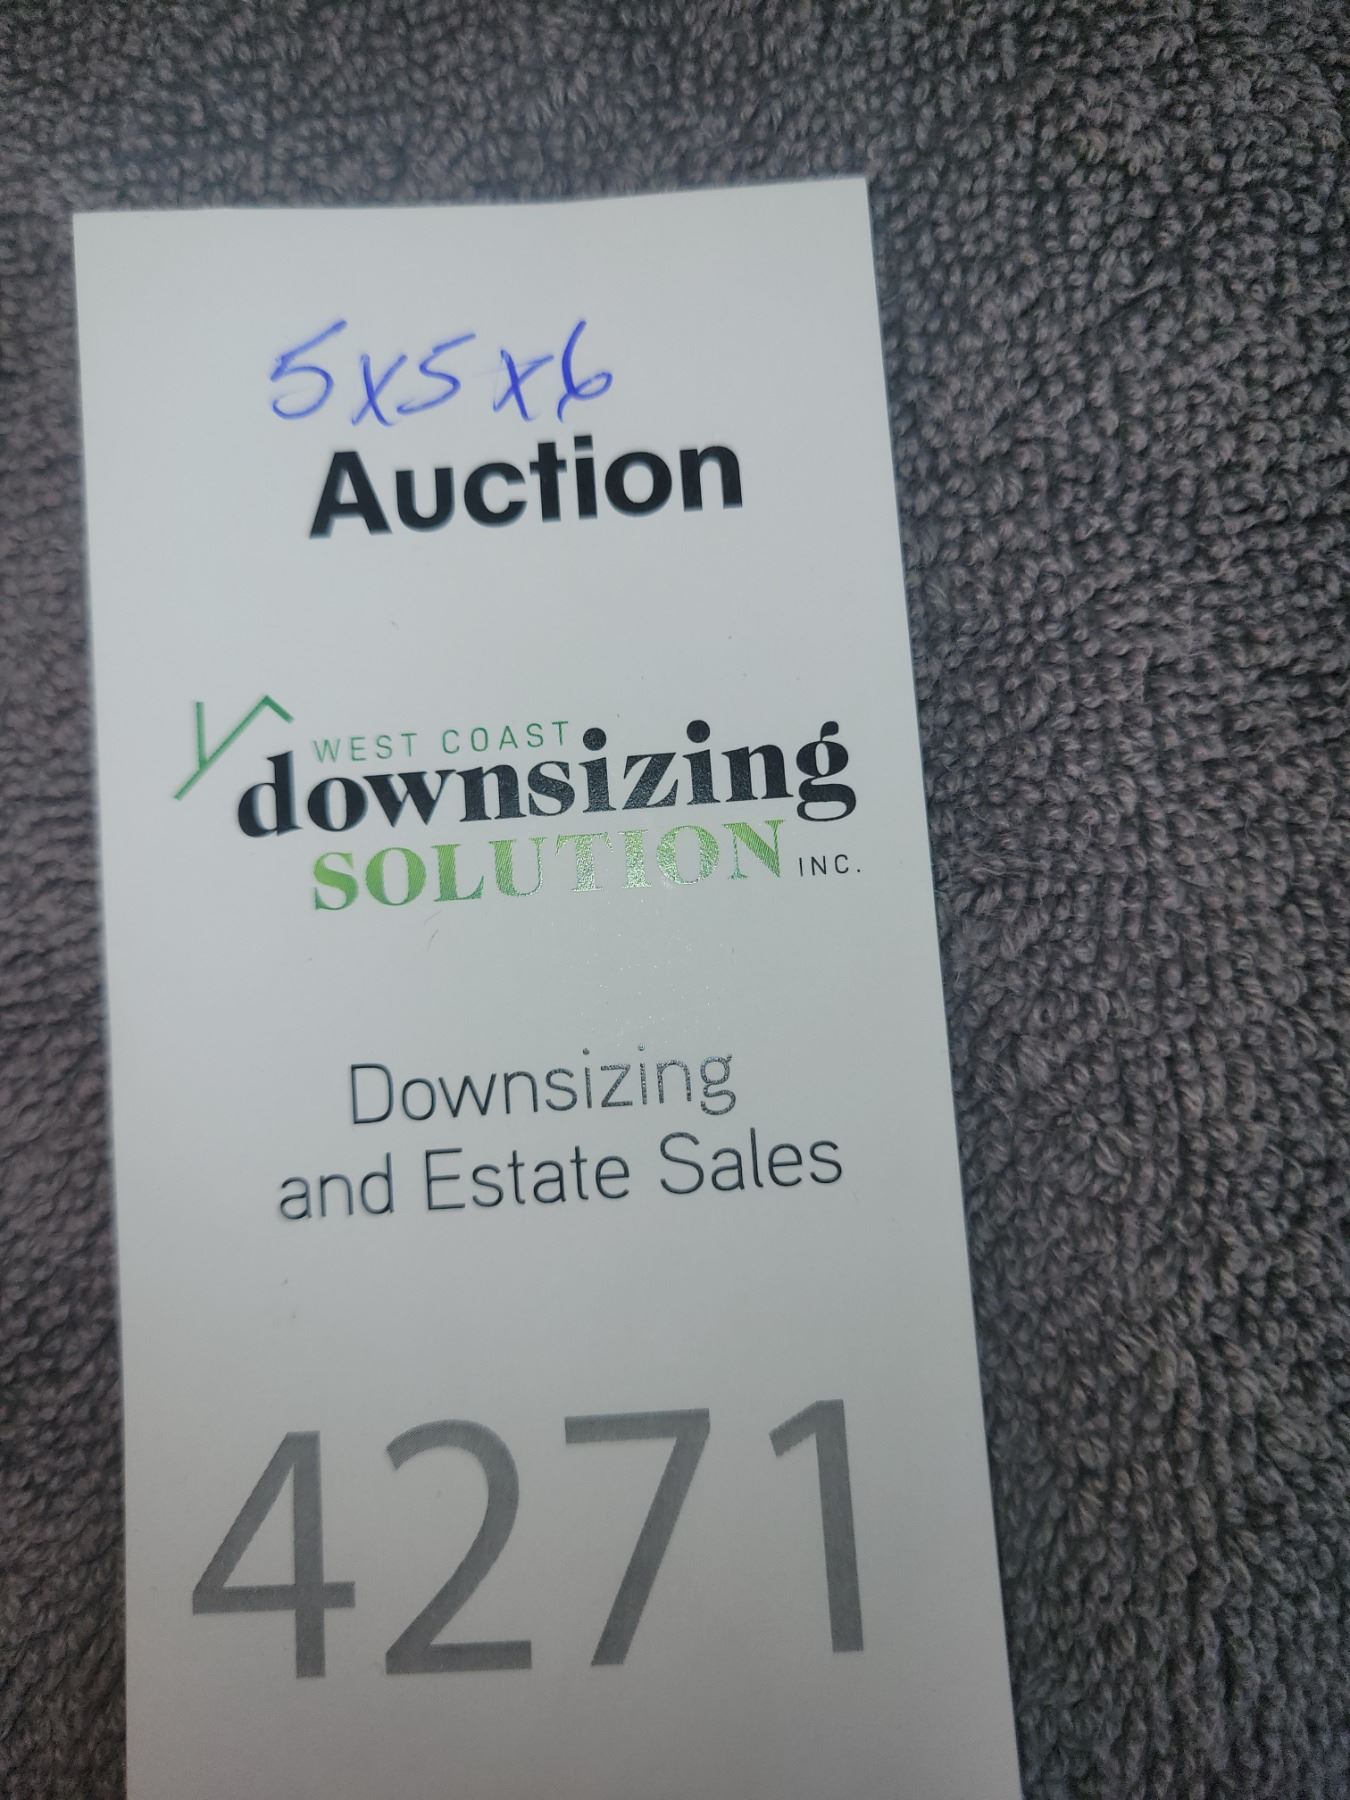 5x5x6
Auction
WEST COAST
downsizing
SOLUTION INC.
Downsizing
and Estate Sales
4271